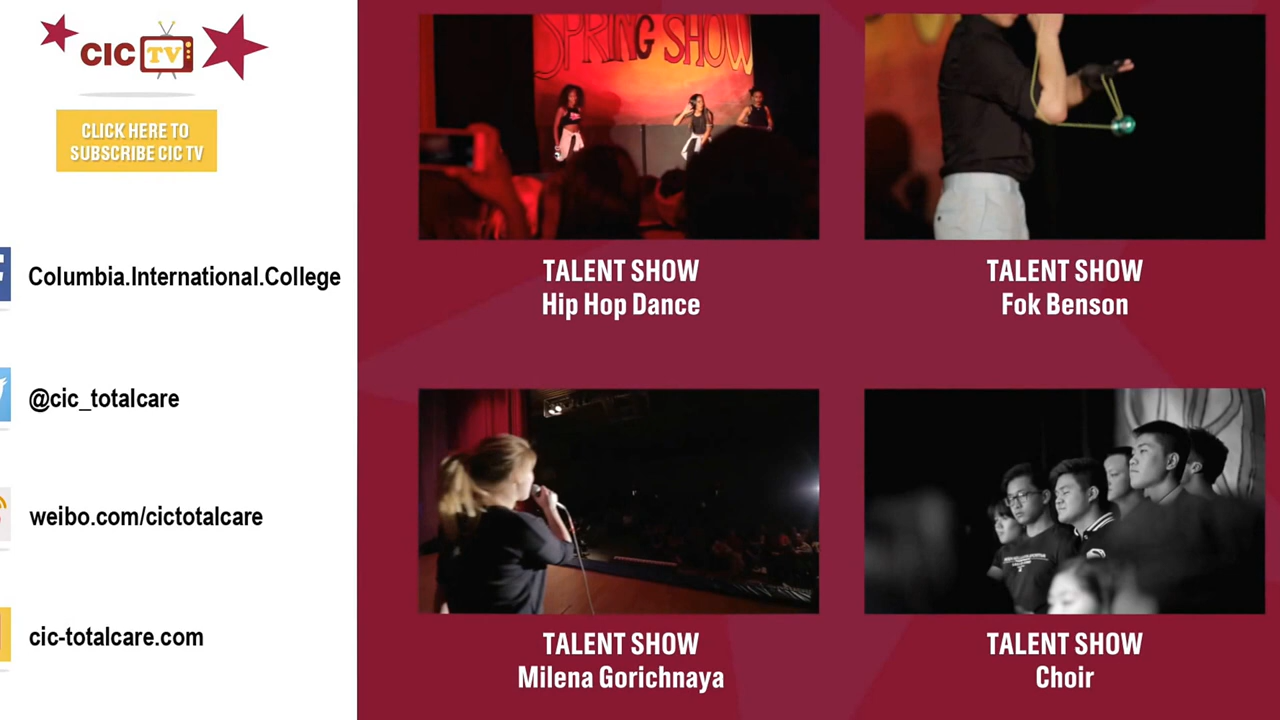 CIC TV
CLICK HERE TO
SUBSCRIBE CIC TV
Columbia.International.College
@cic_totalcare
weibo.com/cictotalcare
cic-totalcare.com
SPRING SHOW
TALENT SHOW
Hip Hop Dance
TALENT SHOW
Fok Benson
TALENT SHOW
Milena Gorichnaya
TALENT SHOW
Choir